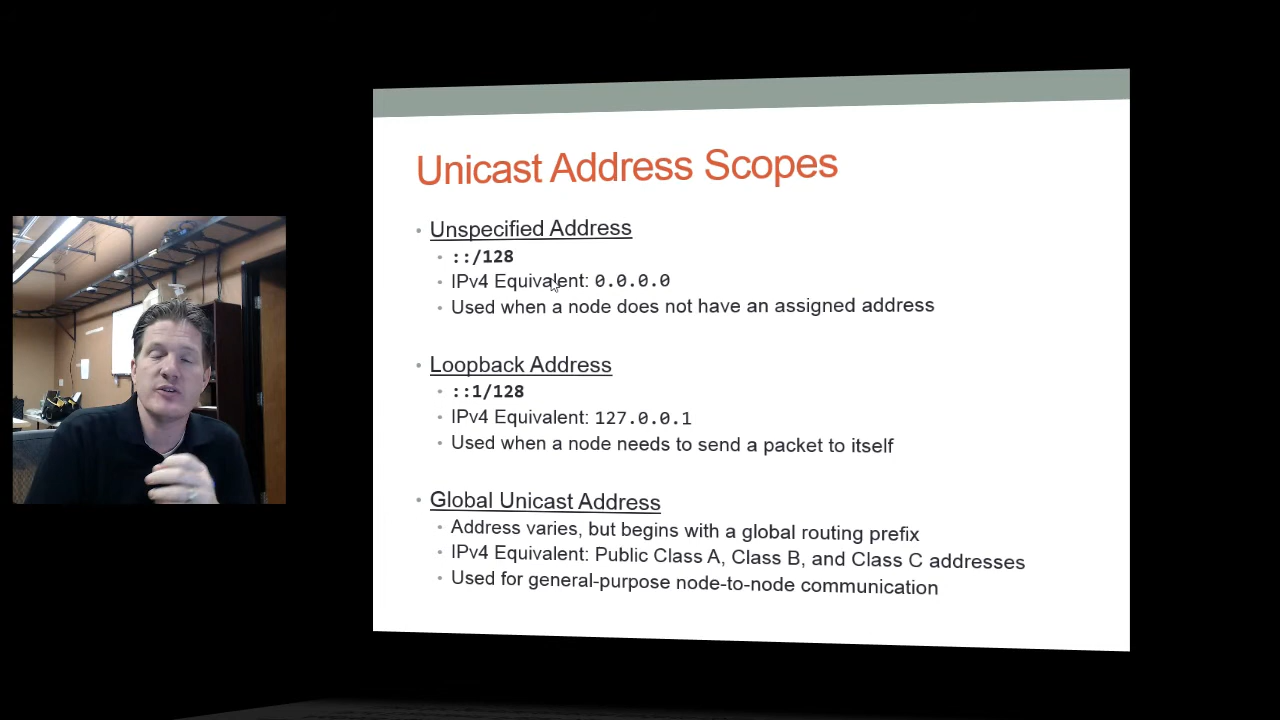 Unicast Address Scopes
• Unspecified Address
• ::/128
• IPv4 Equivalent: 0.0.0.0
• Used when a node does not have an assigned address
• Loopback Address
• ::1/128
• IPv4 Equivalent: 127.0.0.1
• Used when a node needs to send a packet to itself
• Global Unicast Address
• Address varies, but begins with a global routing prefix
• IPv4 Equivalent: Public Class A, Class B, and Class C addresses
• Used for general-purpose node-to-node communication